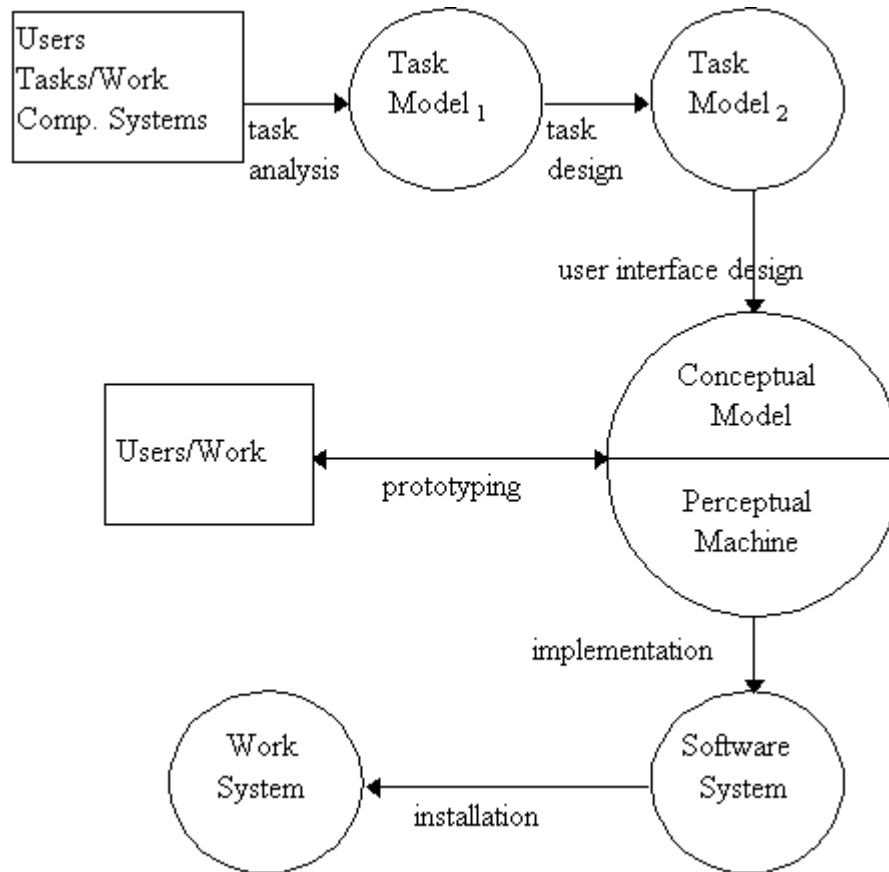 Users
Tasks/Work
Comp. Systems
task
analysis
Task
Model 1
task
design
Task
Model 2
user interface design
Conceptual
Model
Users/Work
prototyping
Perceptual
Machine
implementation
Work
System
installation
Software
System